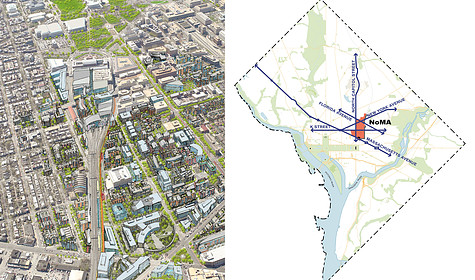 NORTH CAPITOL STREET
FLORIDA AVENUE
NEW YORK AVENUE
NoMA
K STREET
MASSACHUSETTS AVENUE